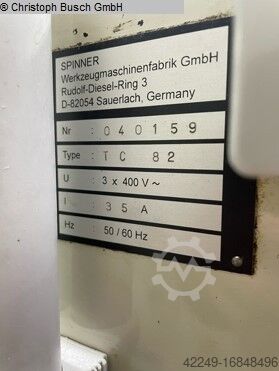 © Christoph Busch GmbH
SPINNER
Werkzeugmaschinenfabrik GmbH
Rudolf-Diesel-Ring 3
D-82054 Sauerlach, Germany
Nr : 040159
Type : TC 82
U : 3 x 400 V ~
I : 35A
Hz : 50 / 60 Hz
42249-16848496